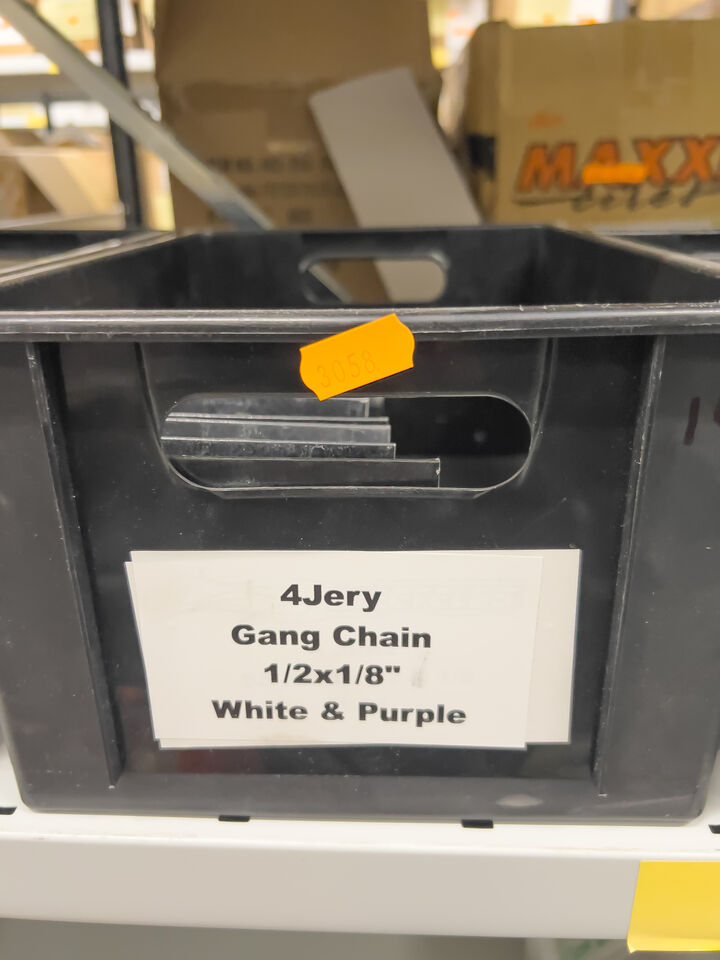 MAXX
3058
4Jery
Gang Chain
1/2x1/8"
White & Purple